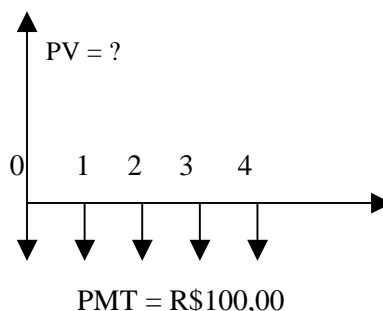 PV = ?
0 1 2 3 4
PMT = R$100,00